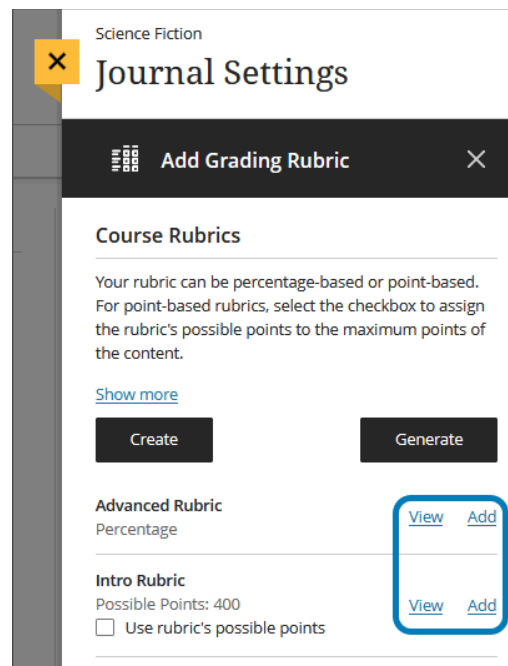 Science Fiction
Journal Settings
Add Grading Rubric
Course Rubrics
Your rubric can be percentage-based or point-based.
For point-based rubrics, select the checkbox to assign
the rubric's possible points to the maximum points of
the content.
Show more
Create Generate
Advanced Rubric
Percentage
View Add
Intro Rubric
Possible Points: 400
View Add
Use rubric's possible points